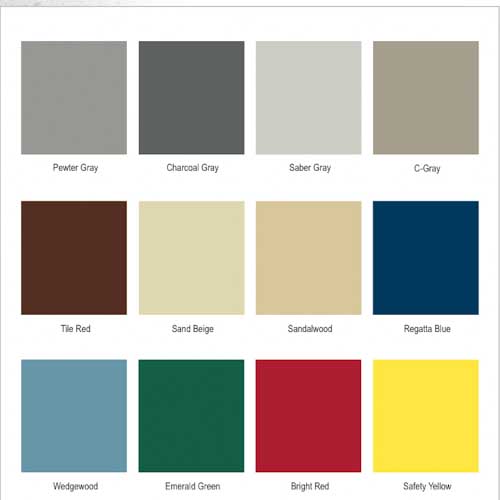 Pewter Gray
Charcoal Gray
Saber Gray
C-Gray
Tile Red
Sand Beige
Sandalwood
Regatta Blue
Wedgewood
Emerald Green
Bright Red
Safety Yellow